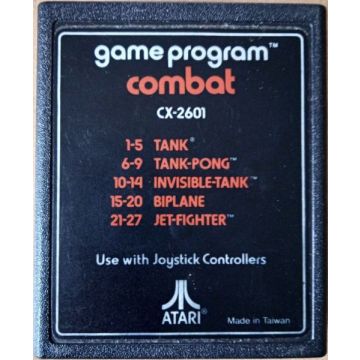 game program™
combat
CX-2601
1-5 TANK®
6-9 TANK-PONG™
10-14 INVISIBLE-TANK™
15-20 BIPLANE
21-27 JET-FIGHTER™
Use with Joystick Controllers
ATARI®
Made in Taiwan